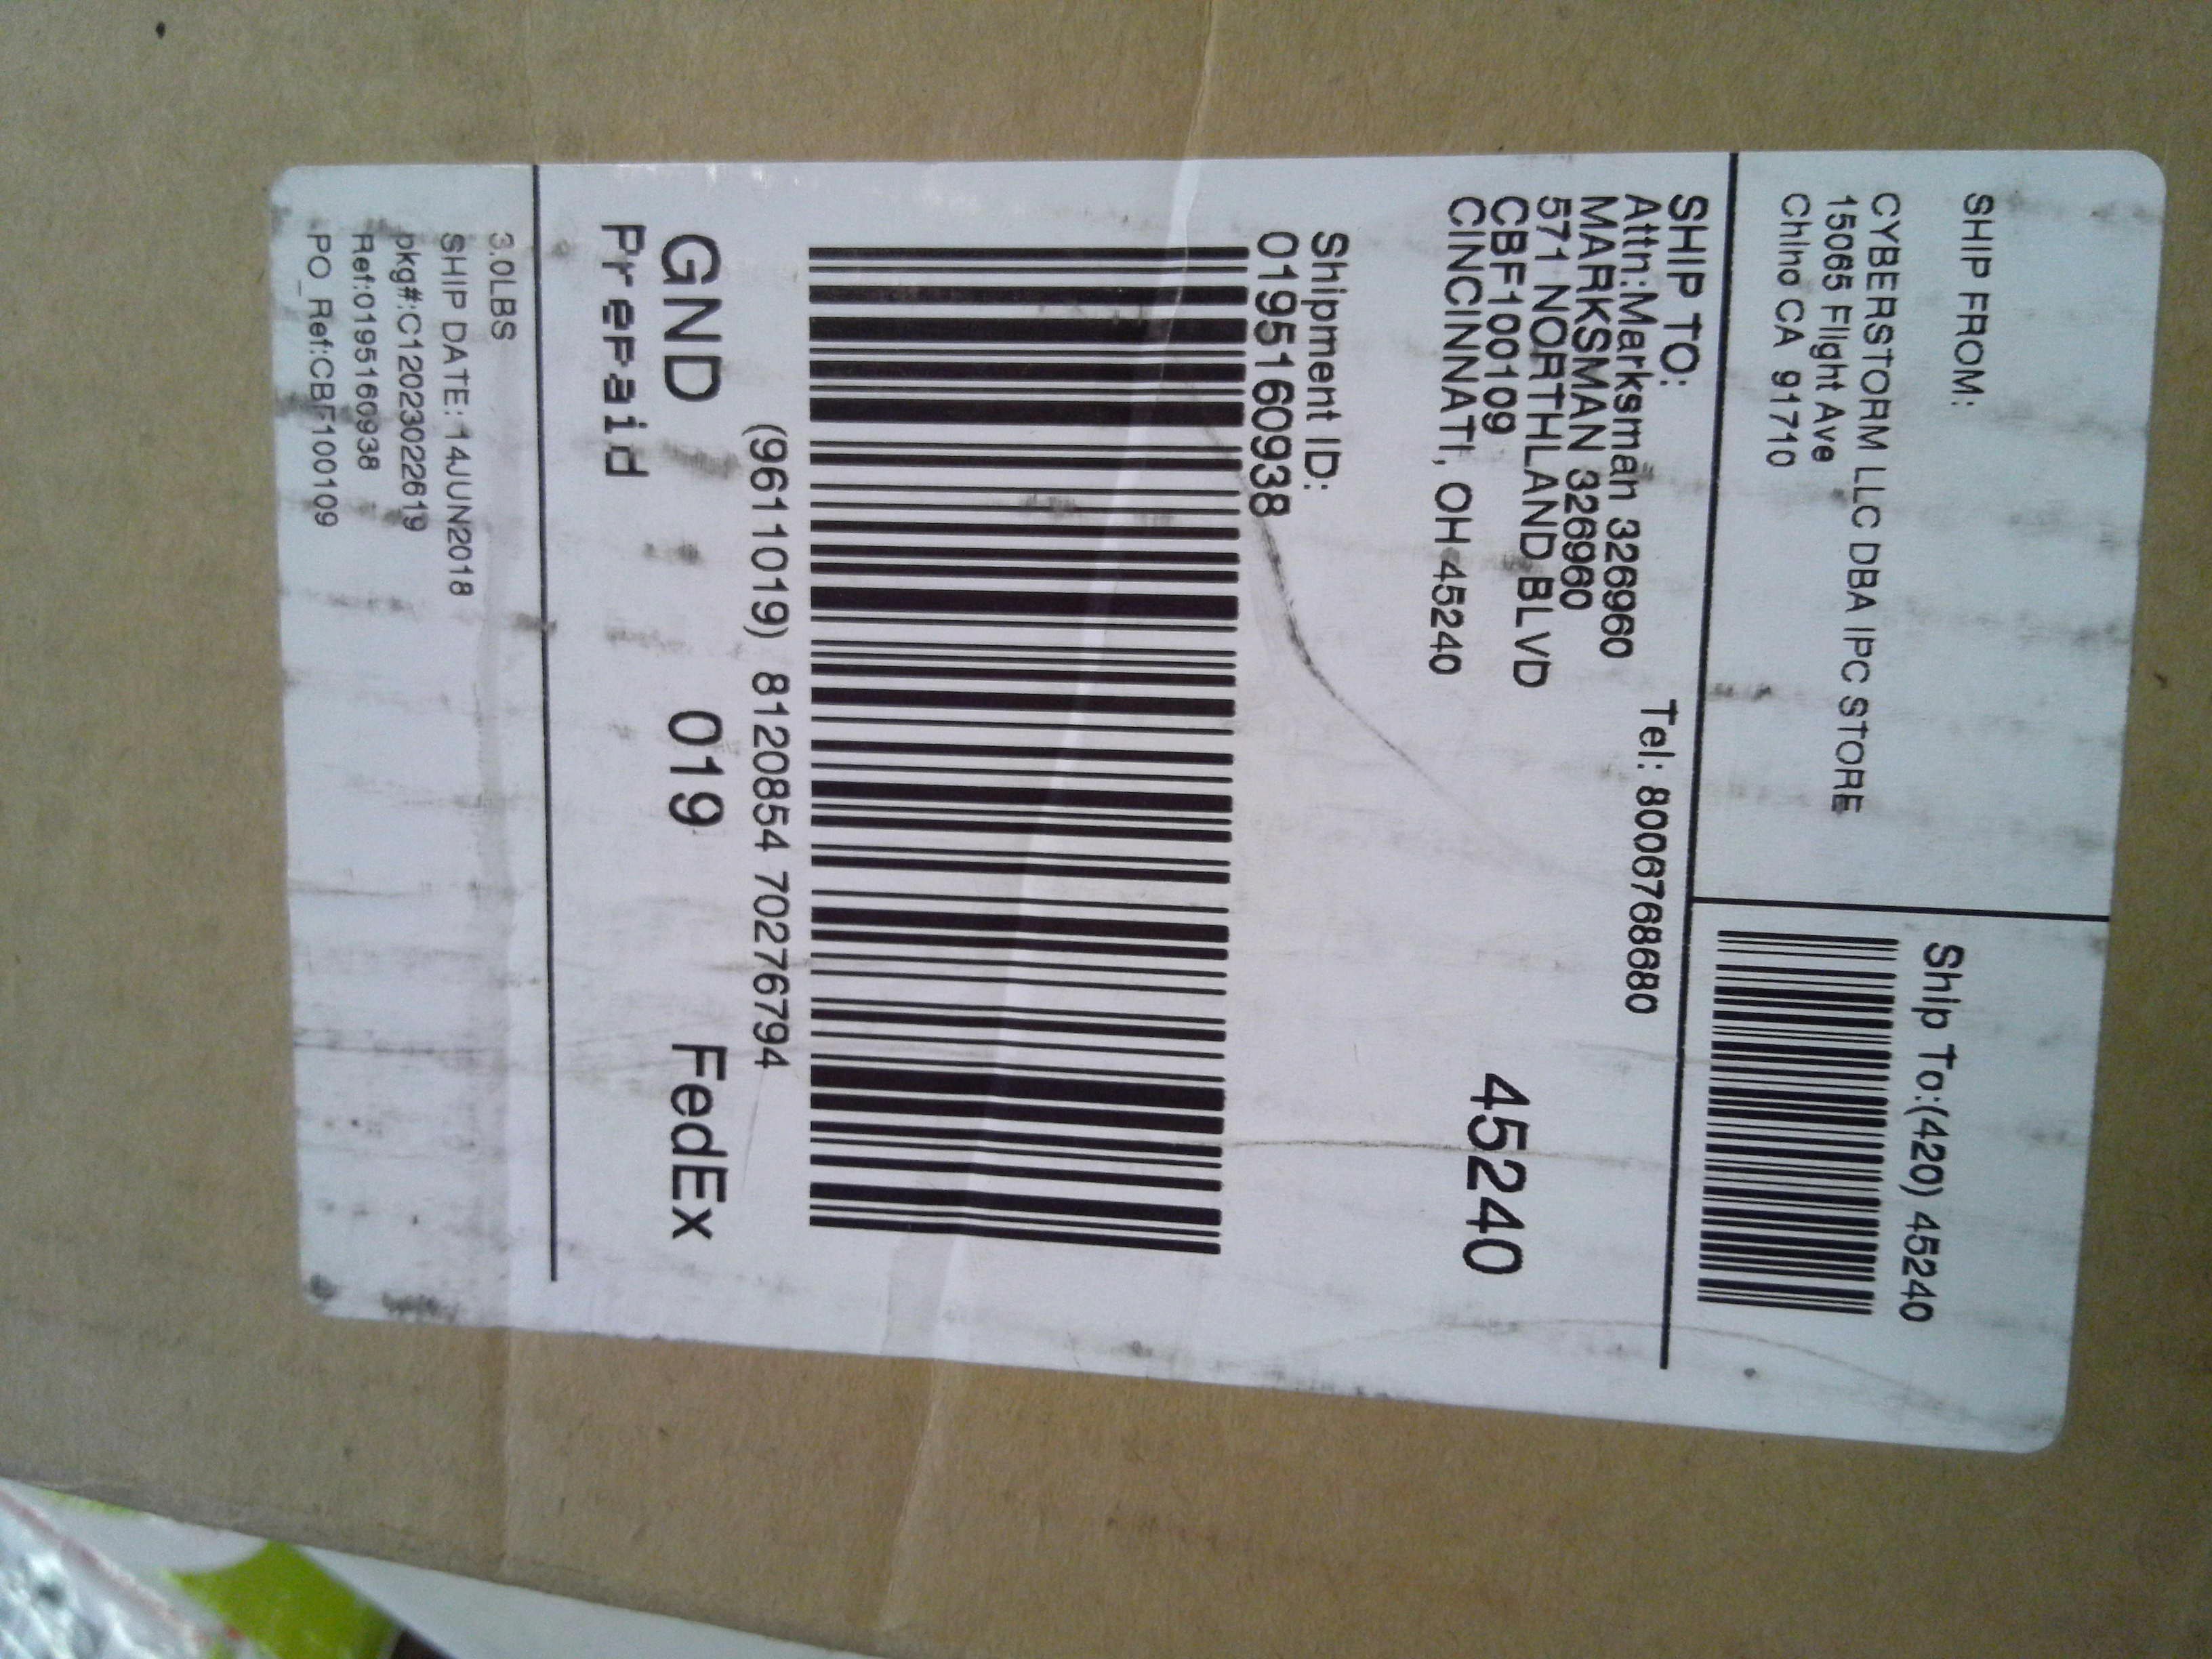 SHIP FROM:
CYBERSTORM LLC DBA IPC STORE
15065 Flight Ave
Chino CA 91710
Ship To:(420) 45240
SHIP TO:
Tel: 8006768680
Attn:Marksman 326960
MARKSMAN 326960
571 NORTHLAND BLVD
CBF100109
CINCINNATI, OH 45240
45240
Shipment ID:
0195160938
(9611019) 8120854 70276794
GND 019 FedEx
Prepaid
3.0LBS
SHIP DATE: 14JUN2018
pkg#:C12023022619
Ref:0195160938
PO_Ref:CBF100109